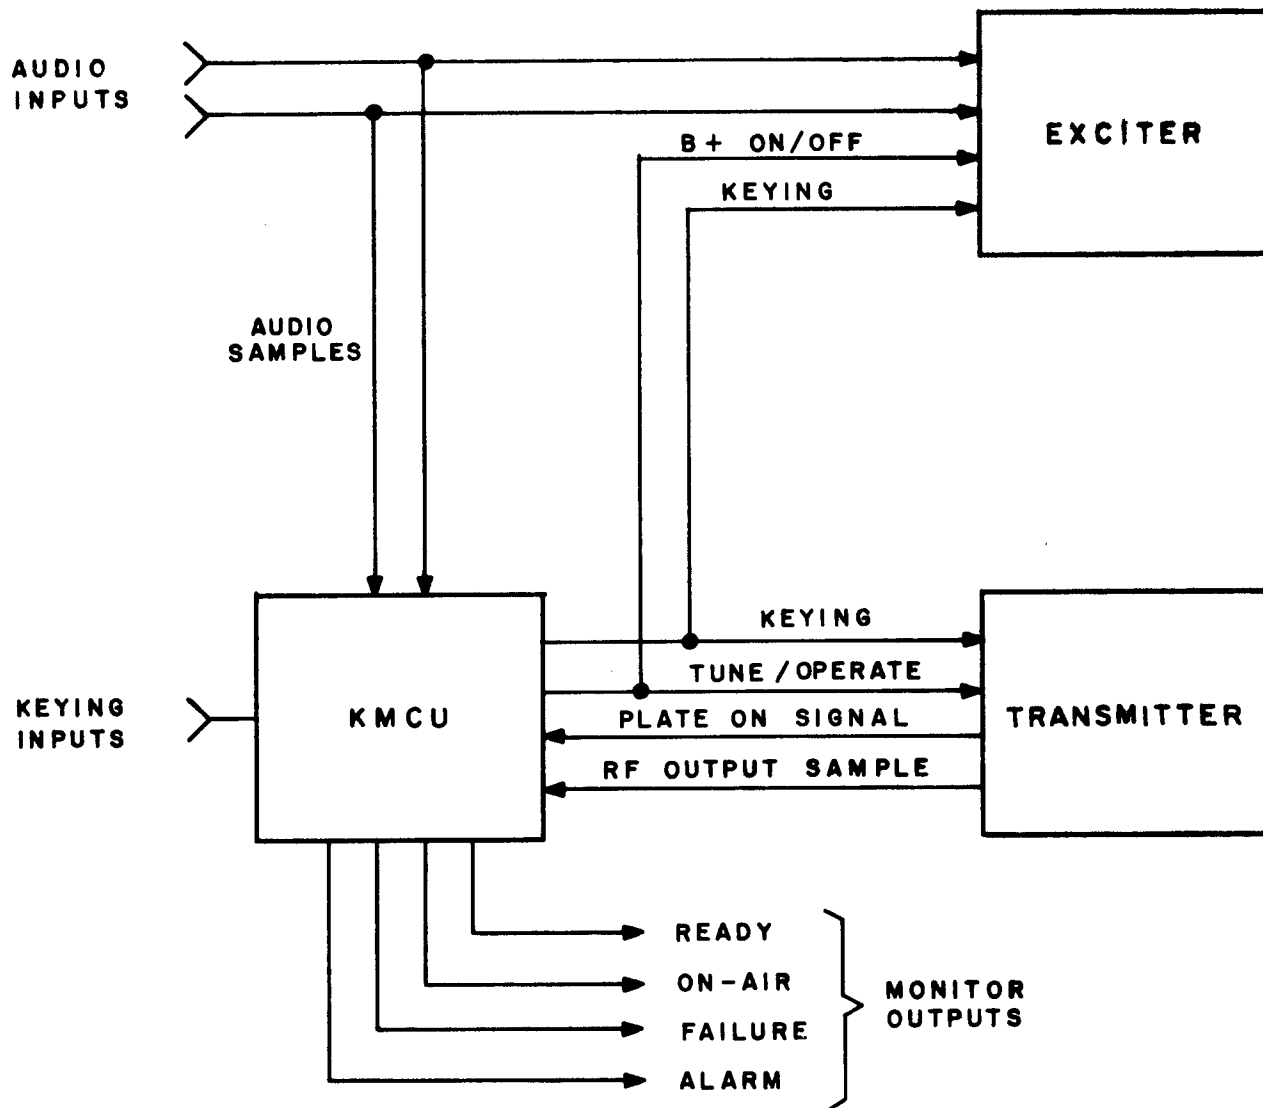 AUDIO
INPUTS
EXCITER
B+ ON/OFF
KEYING
AUDIO
SAMPLES
KEYING
TUNE/OPERATE
PLATE ON SIGNAL
RF OUTPUT SAMPLE
KEYING
INPUTS
KMCU
TRANSMITTER
READY
ON-AIR
FAILURE
ALARM
MONITOR
OUTPUTS